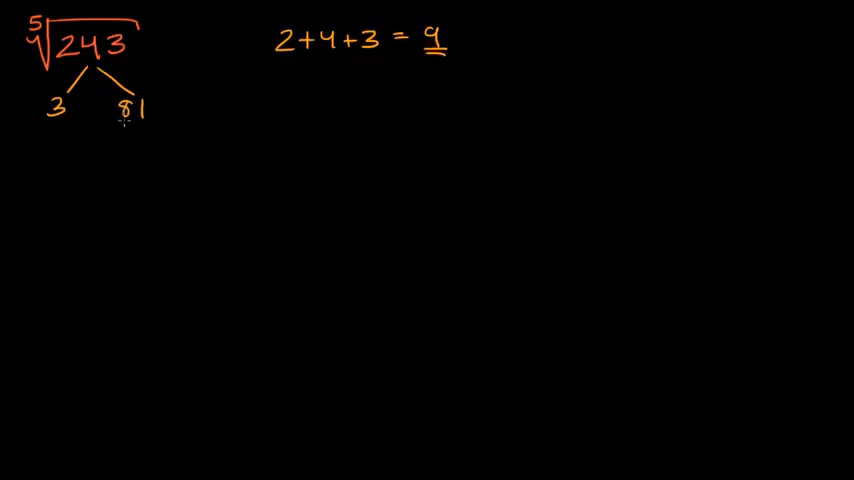 ⁵√243 2+4+3 = 9
3 81